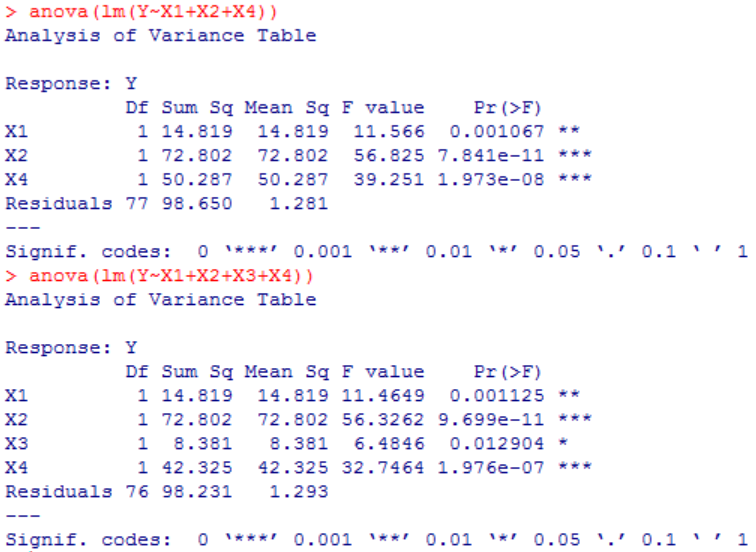 > anova(lm(Y~X1+X2+X4))
Analysis of Variance Table
Response: Y
Df Sum Sq Mean Sq F value Pr(>F)
X1 1 14.819 14.819 11.566 0.001067 **
X2 1 72.802 72.802 56.825 7.841e-11 ***
X4 1 50.287 50.287 39.251 1.973e-08 ***
Residuals 77 98.650 1.281
---
Signif. codes: 0 ‘***’ 0.001 ‘**’ 0.01 ‘*’ 0.05 ‘.’ 0.1 ‘ ’ 1
> anova(lm(Y~X1+X2+X3+X4))
Analysis of Variance Table
Response: Y
Df Sum Sq Mean Sq F value Pr(>F)
X1 1 14.819 14.819 11.4649 0.001125 **
X2 1 72.802 72.802 56.3262 9.699e-11 ***
X3 1 8.381 8.381 6.4846 0.012904 *
X4 1 42.325 42.325 32.7464 1.976e-07 ***
Residuals 76 98.231 1.293
---
Signif. codes: 0 ‘***’ 0.001 ‘**’ 0.01 ‘*’ 0.05 ‘.’ 0.1 ‘ ’ 1